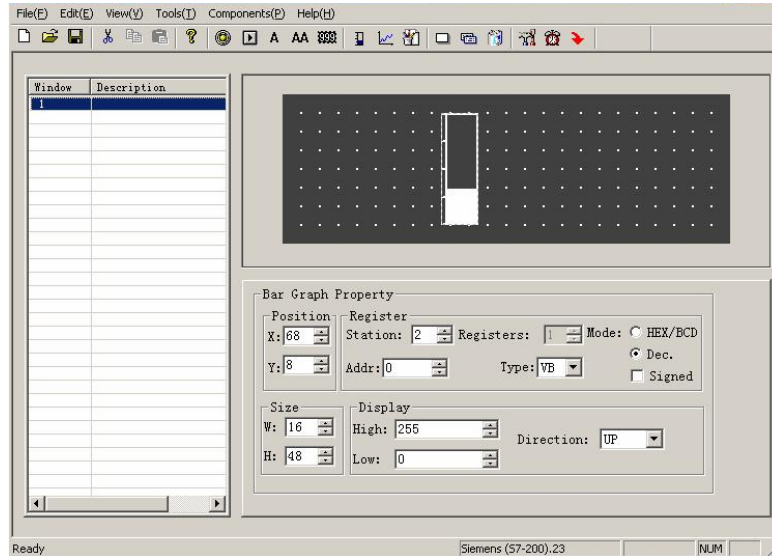 File(F) Edit(E) View(V) Tools(T) Components(P) Help(H)
A AA
Window Description
1
Bar Graph Property
Position Register
X: 68 Station: 2 Registers: 1 Mode: HEX/BCD
Dec.
Y: 8 Addr: 0 Type: VB Signed
Size Display
W: 16 High: 255 Direction: UP
H: 48 Low: 0
Ready Siemens (S7-200).23 NUM